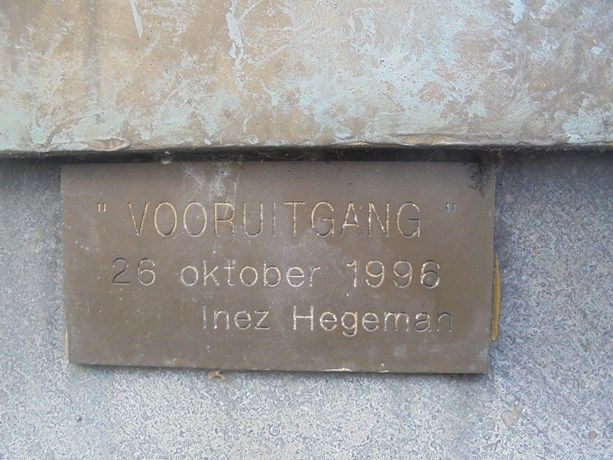 " VOORUITGANG "
26 oktober 1996
Inez Hegeman